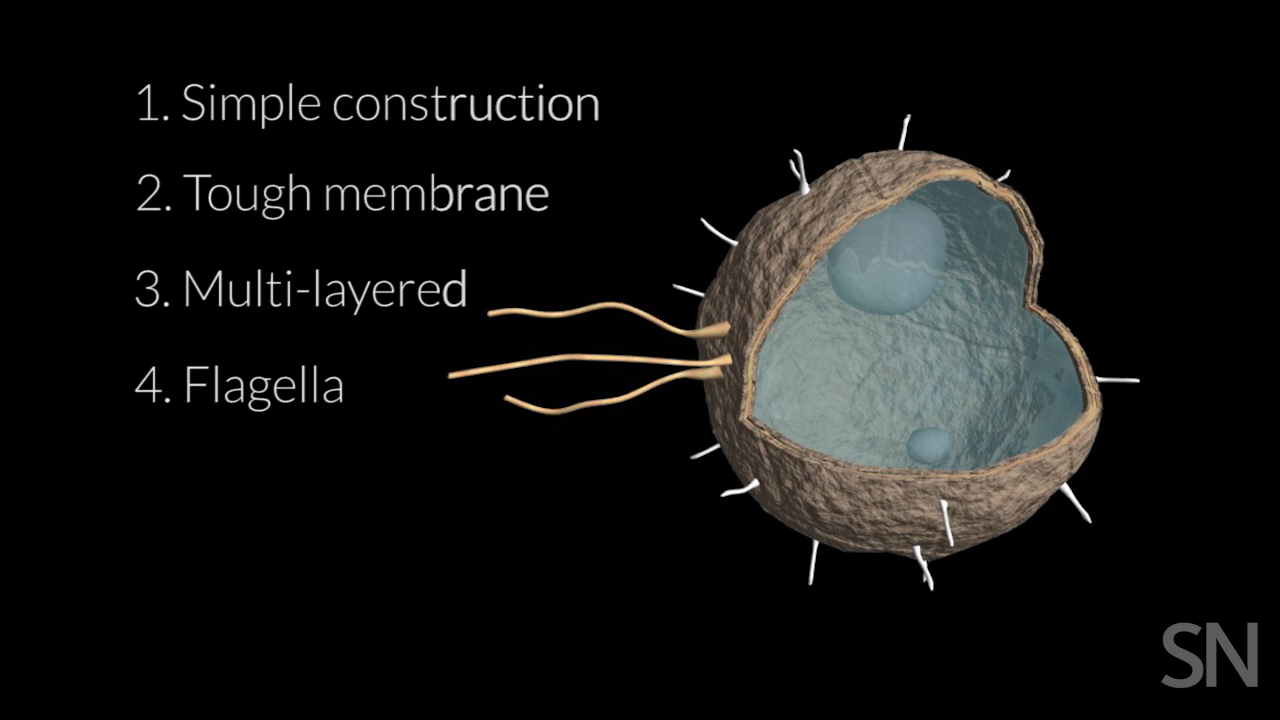 1. Simple construction
2. Tough membrane
3. Multi-layered
4. Flagella
SN